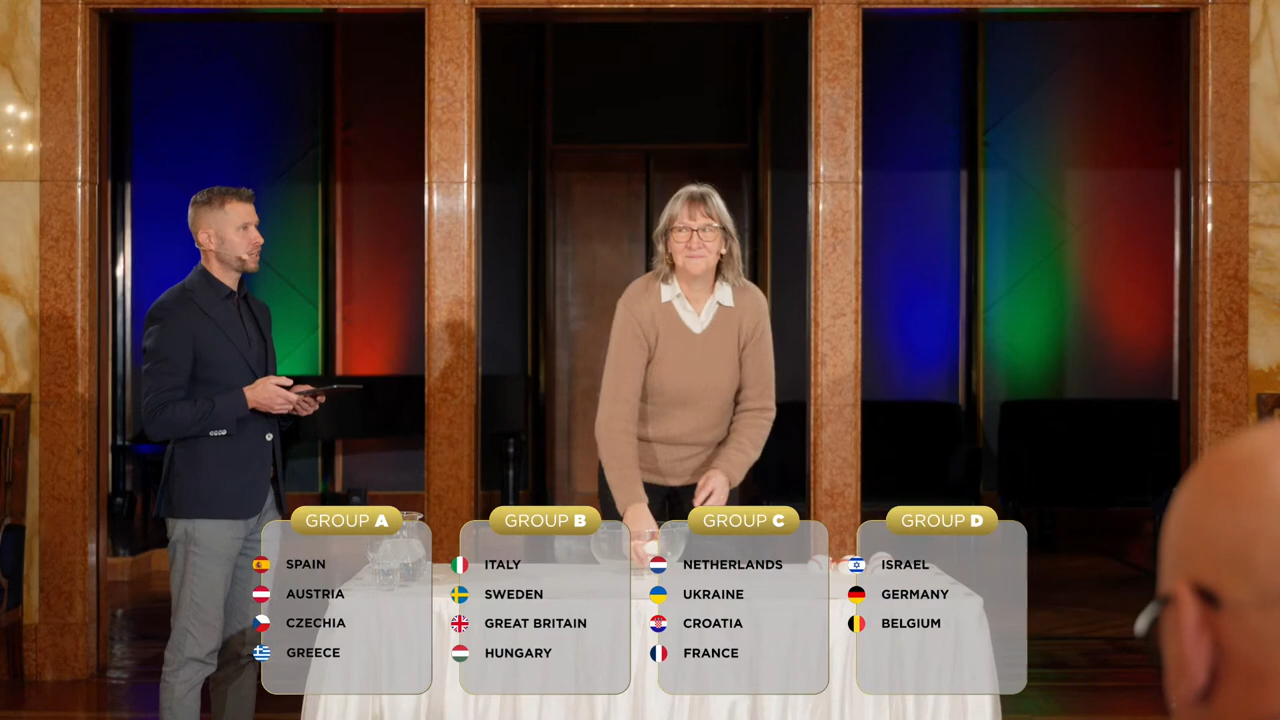 GROUP A
SPAIN
AUSTRIA
CZECHIA
GREECE
GROUP B
ITALY
SWEDEN
GREAT BRITAIN
HUNGARY
GROUP C
NETHERLANDS
UKRAINE
CROATIA
FRANCE
GROUP D
ISRAEL
GERMANY
BELGIUM